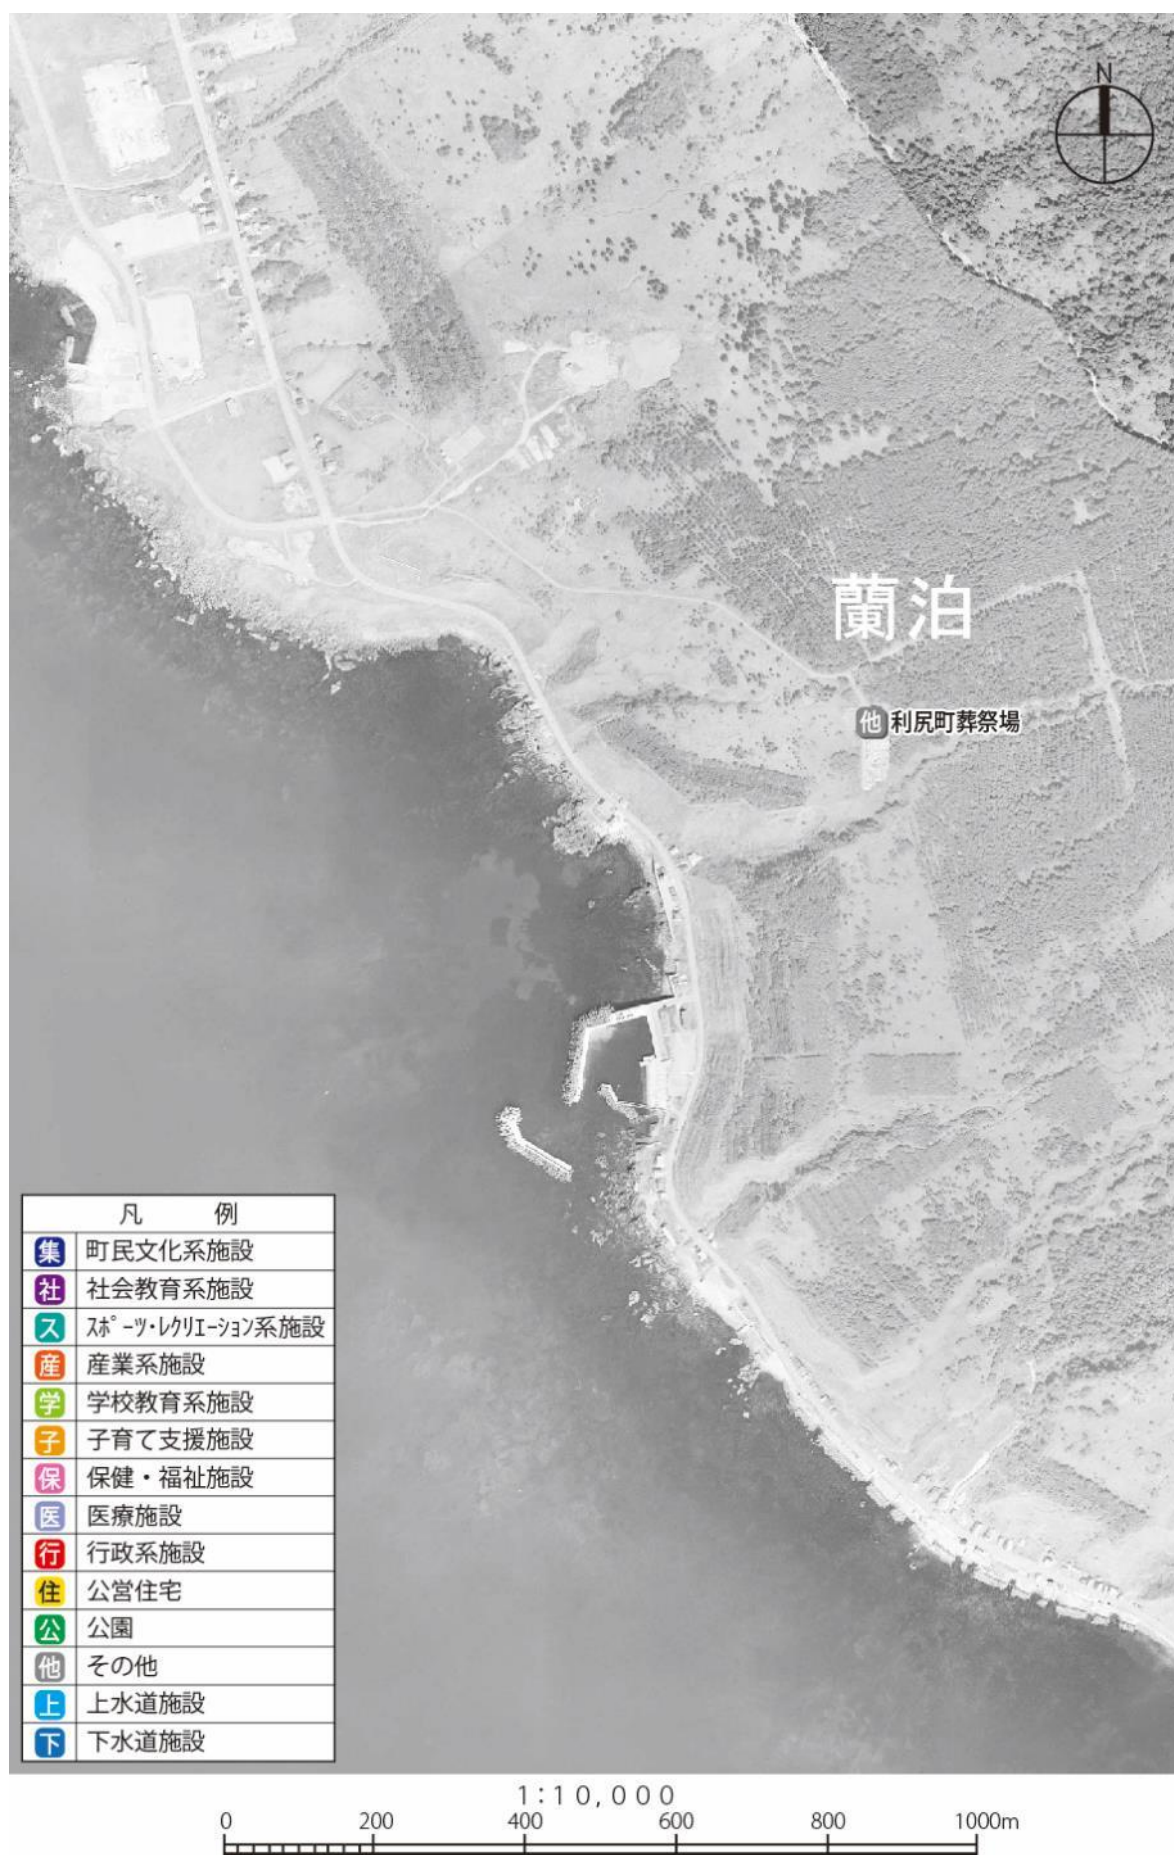 N
蘭泊
他 利尻町葬祭場
凡 例
集 町民文化系施設
社 社会教育系施設
ス ｽﾎﾟｰﾂ・ﾚｸﾘｴｰｼｮﾝ系施設
産 産業系施設
学 学校教育系施設
子 子育て支援施設
保 保健・福祉施設
医 医療施設
行 行政系施設
住 公営住宅
公 公園
他 その他
上 上水道施設
下 下水道施設
1:10,000
0 200 400 600 800 1000m